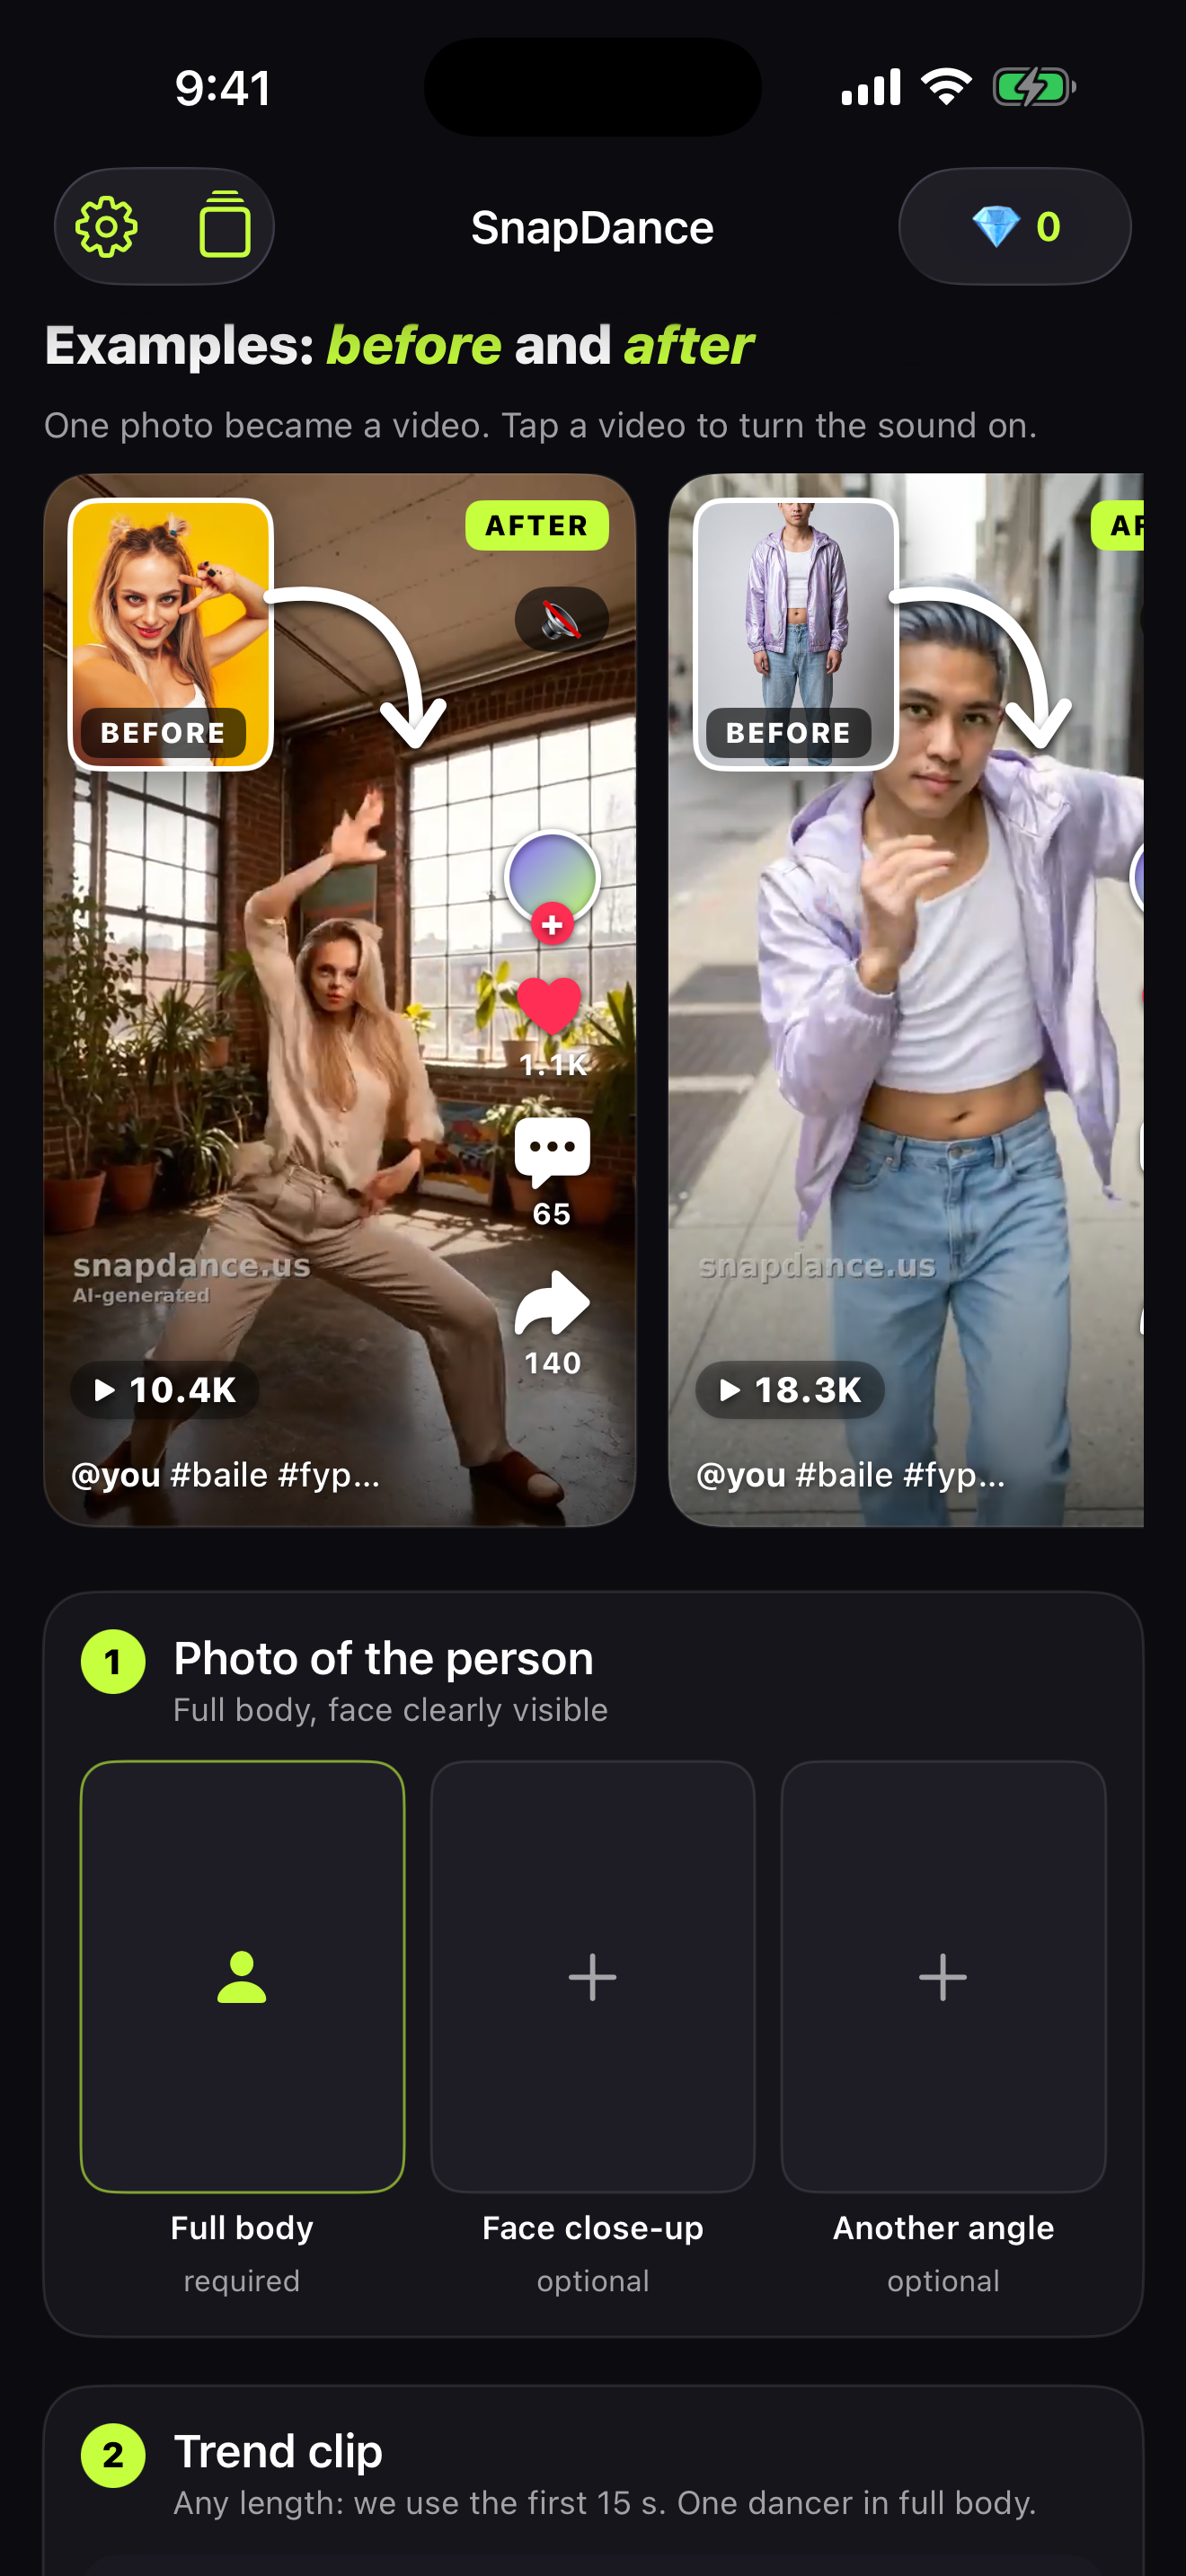 9:41
SnapDance
0
Examples: before and after
One photo became a video. Tap a video to turn the sound on.
BEFORE
AFTER
1.1K
65
140
snapdance.us
AI-generated
10.4K
@you #baile #fyp...
BEFORE
AF
snapdance.us
18.3K
@you #baile #fyp...
1
Photo of the person
Full body, face clearly visible
Full body
required
Face close-up
optional
Another angle
optional
2
Trend clip
Any length: we use the first 15 s. One dancer in full body.